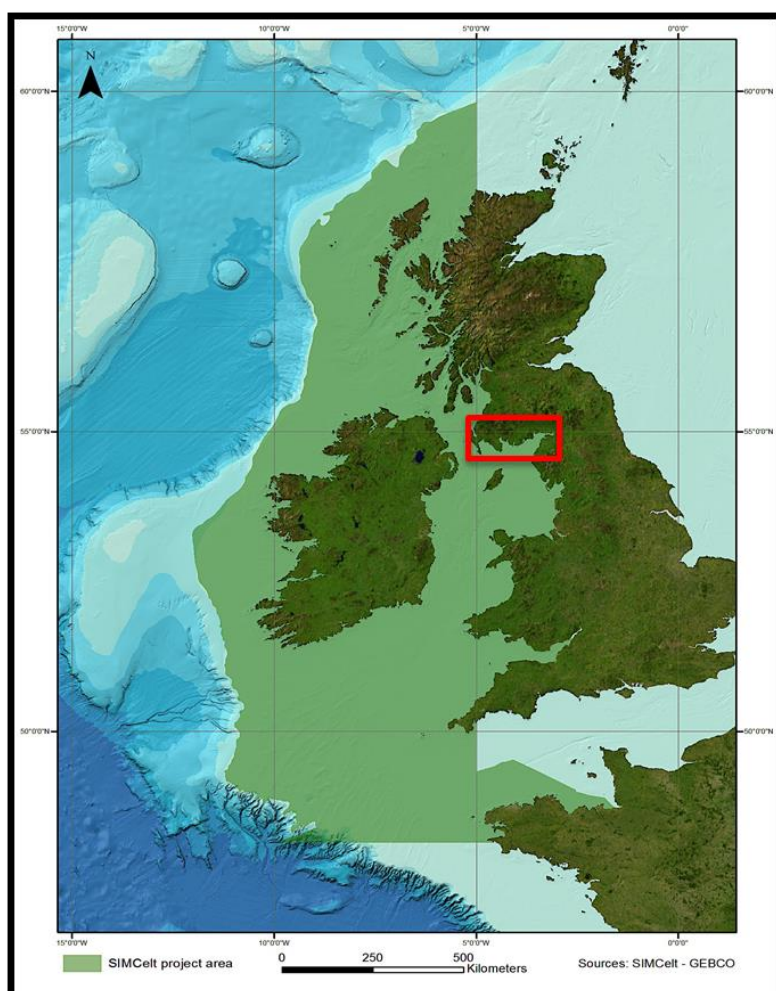 15°0'0"W 10°0'0"W 5°0'0"W 0°0'0"
N
60°0'0"N 60°0'0"N
55°0'0"N 55°0'0"N
50°0'0"N 50°0'0"N
15°0'0"W 10°0'0"W 5°0'0"W 0°0'0"
SIMCelt project area 0 250 500 Kilometers Sources: SIMCelt - GEBCO